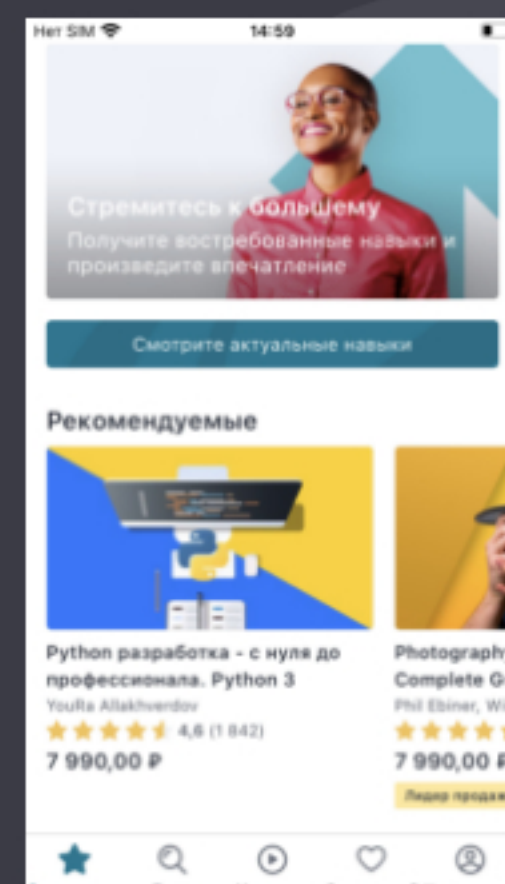 Нет SIM 14:59
Стремитесь к большему
Получите востребованные навыки и
произведите впечатление
Смотрите актуальные навыки
Рекомендуемые
Python разработка - с нуля до
профессионала. Python 3
YouRa Allakhverdov
4,6 (1 842)
7 990,00 ₽
Photography
Complete G
Phil Ebiner, Wi
7 990,00 ₽
Лидер продаж